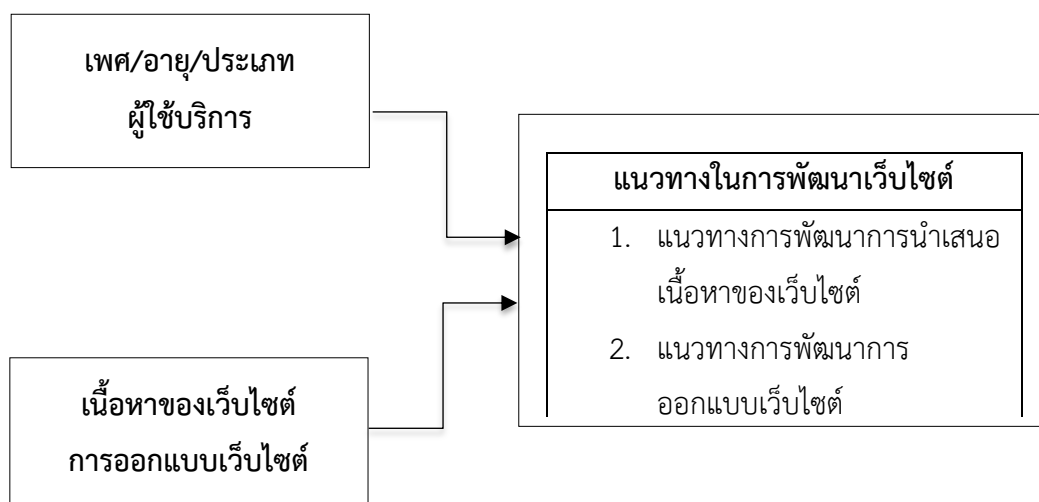 เพศ/อายุ/ประเภท
ผู้ใช้บริการ
เนื้อหาของเว็บไซต์
การออกแบบเว็บไซต์
แนวทางในการพัฒนาเว็บไซต์
1. แนวทางการพัฒนาการนำเสนอ
เนื้อหาของเว็บไซต์
2. แนวทางการพัฒนาการ
ออกแบบเว็บไซต์